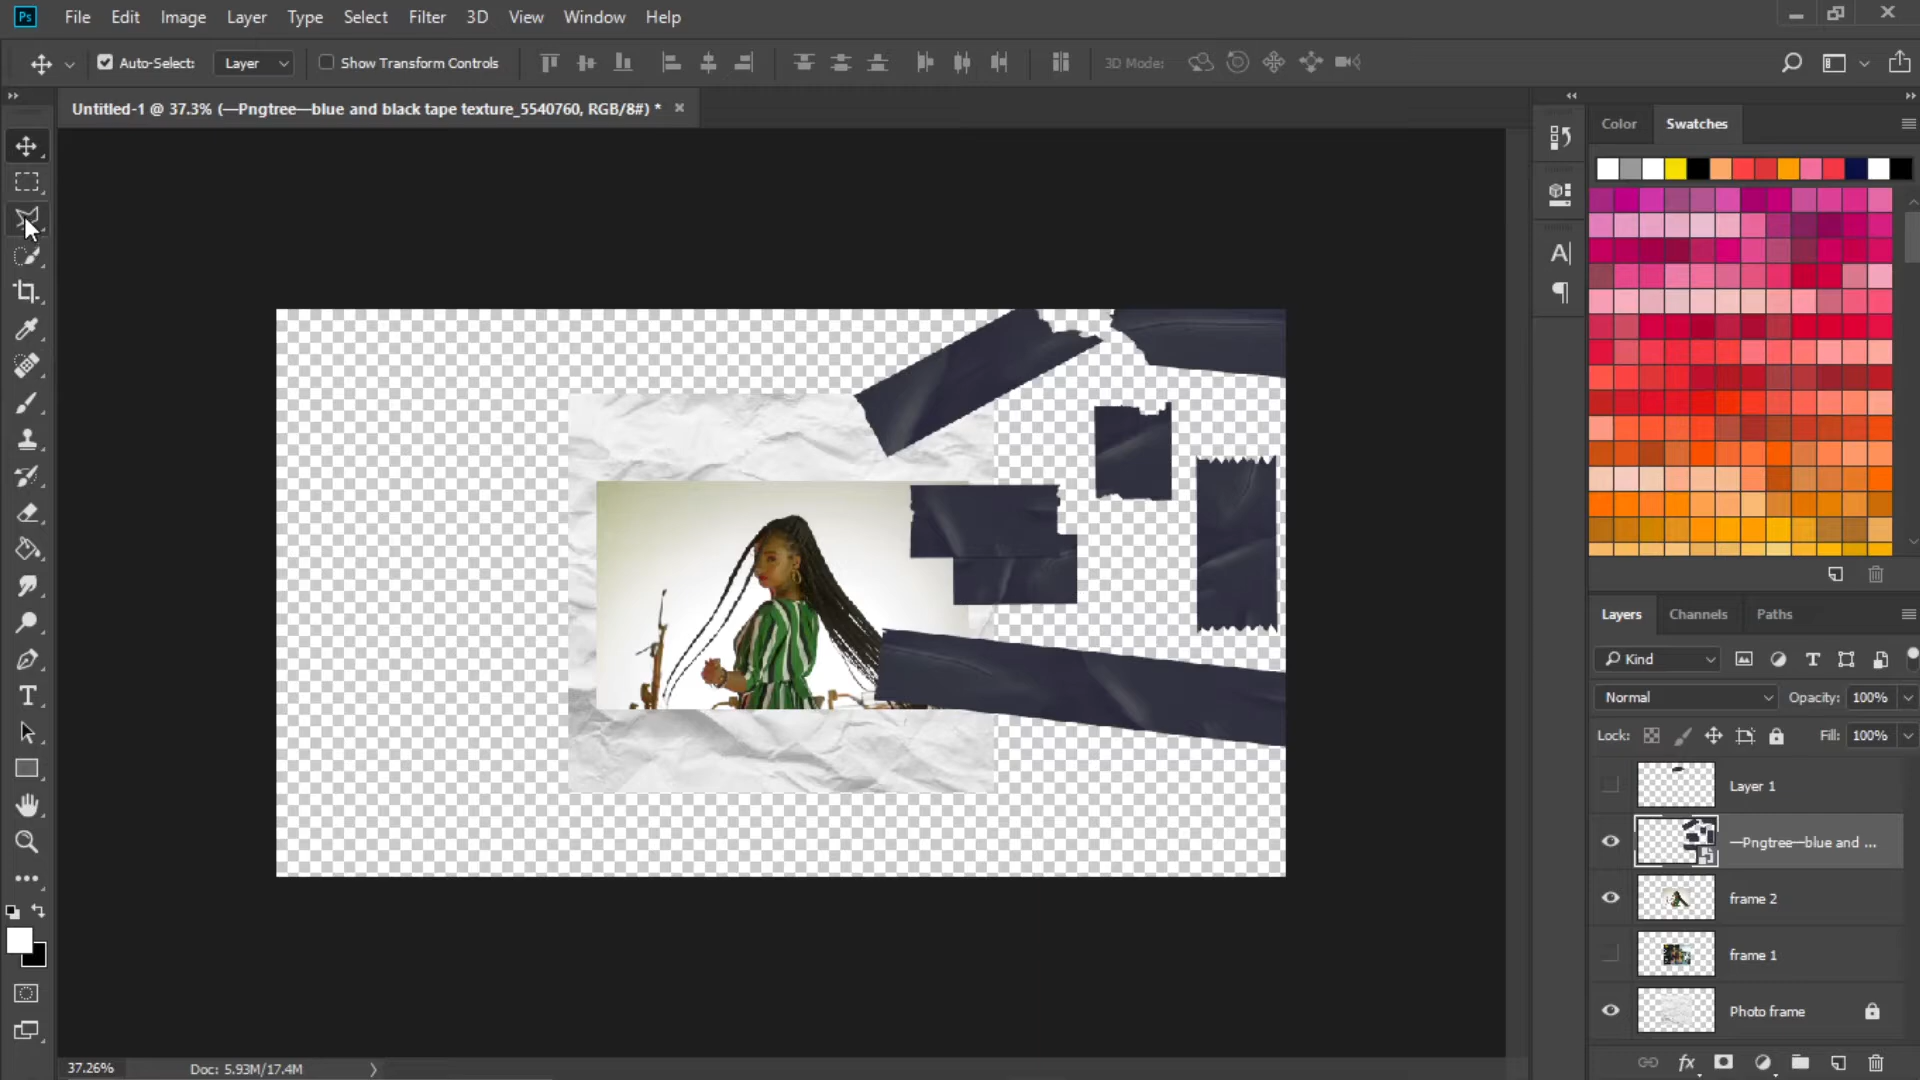 Ps File Edit Image Layer Type Select Filter 3D View Window Help
Auto-Select: Layer Show Transform Controls 3D Mode:
Untitled-1 @ 37.3% (—Pngtree—blue and black tape texture_5540760, RGB/8#) *
Color Swatches
Layers Channels Paths
Kind
Normal Opacity: 100%
Lock: Fill: 100%
Layer 1
—Pngtree—blue and ...
frame 2
frame 1
Photo frame
fx
37.26% Doc: 5.93M/17.4M